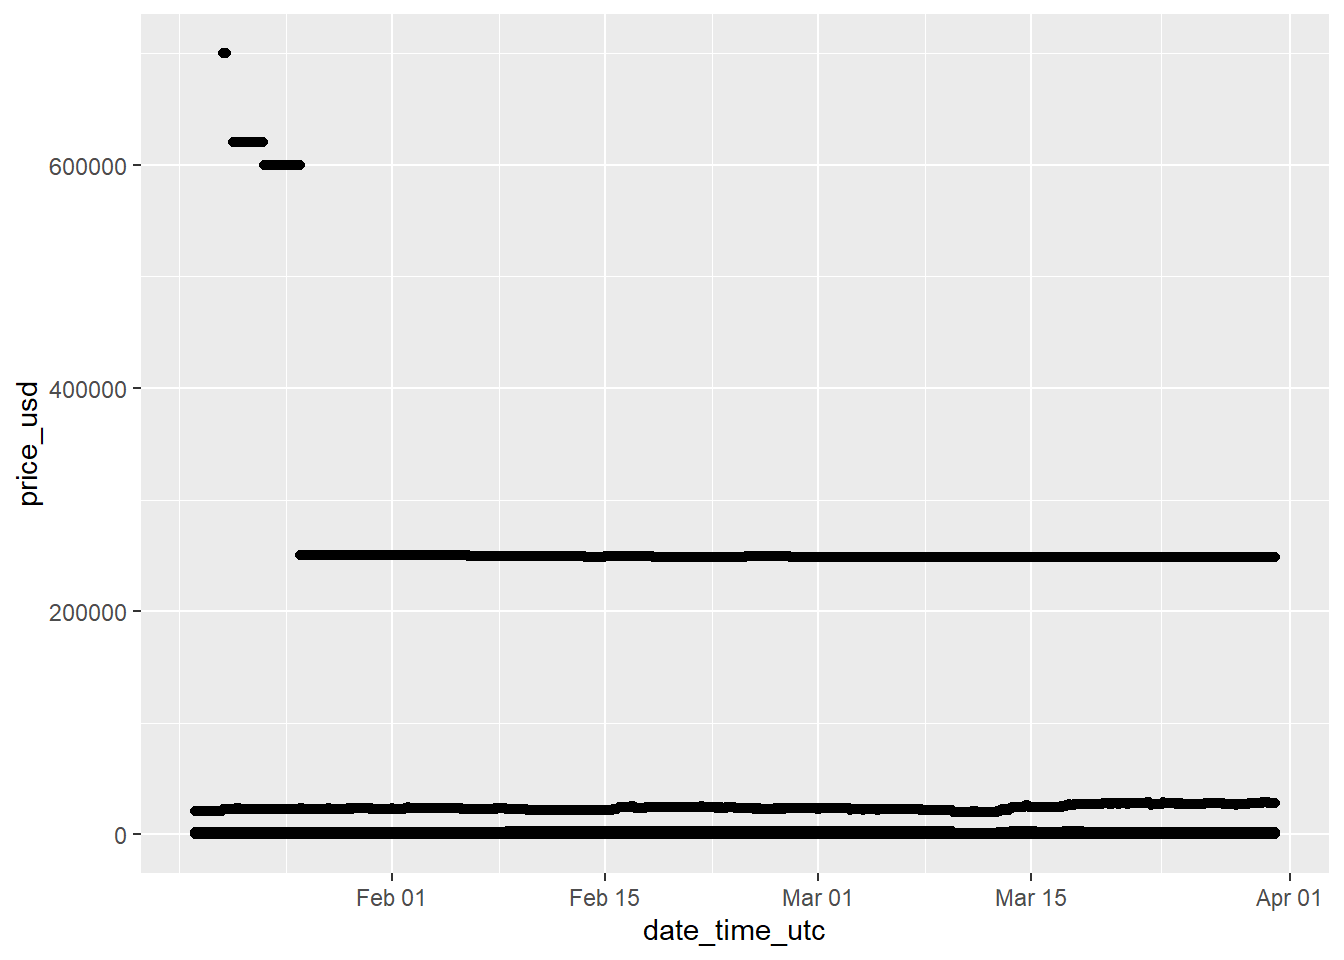 price_usd
600000
400000
200000
0
Feb 01
Feb 15
Mar 01
Mar 15
Apr 01
date_time_utc